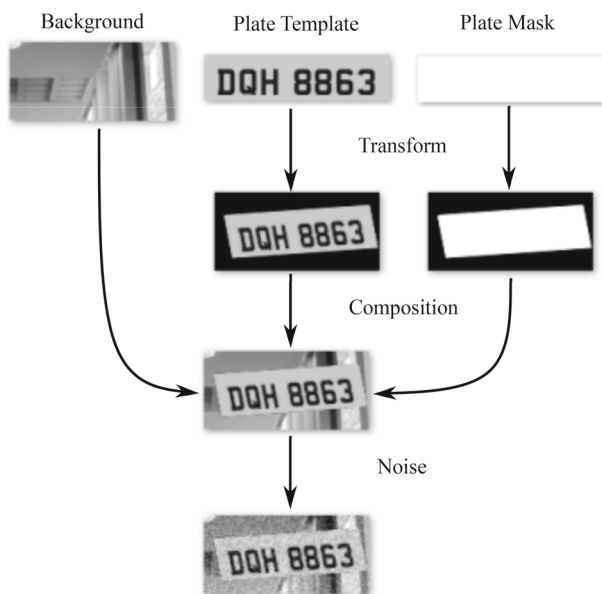 Background
Plate Template
Plate Mask
DQH 8863
Transform
DQH 8863
Composition
DQH 8863
Noise
DQH 8863